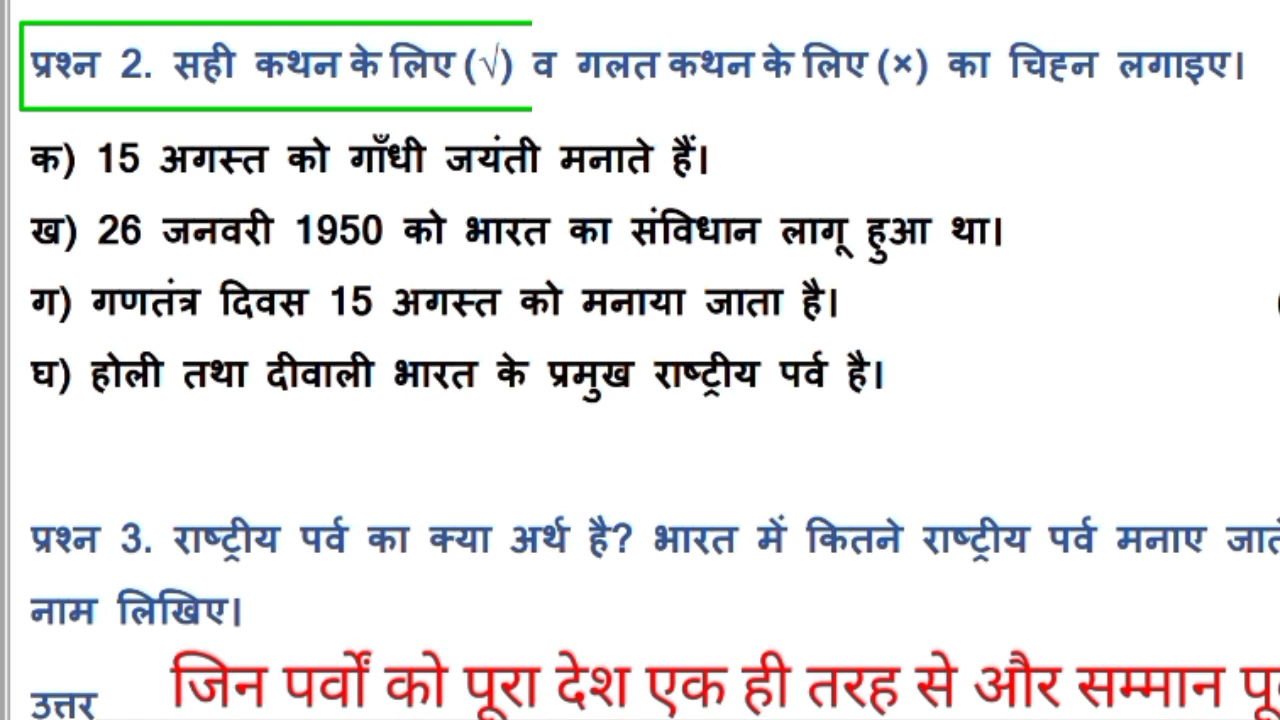 प्रश्न 2. सही कथन के लिए (√) व गलत कथन के लिए (×) का चिह्न लगाइए।
क) 15 अगस्त को गाँधी जयंती मनाते हैं।
ख) 26 जनवरी 1950 को भारत का संविधान लागू हुआ था।
ग) गणतंत्र दिवस 15 अगस्त को मनाया जाता है।
घ) होली तथा दीवाली भारत के प्रमुख राष्ट्रीय पर्व है।
प्रश्न 3. राष्ट्रीय पर्व का क्या अर्थ है? भारत में कितने राष्ट्रीय पर्व मनाए
नाम लिखिए।
उत्तर जिन पर्वों को पूरा देश एक ही तरह से और सम्मान